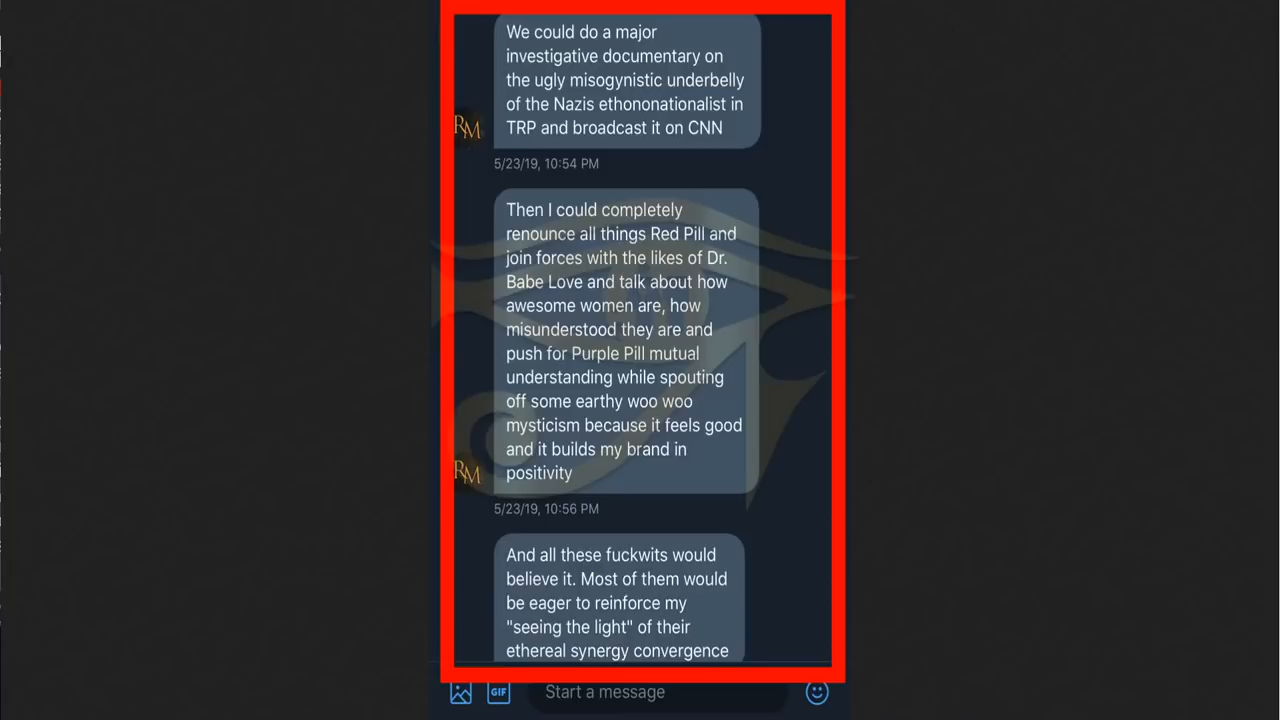 We could do a major
investigative documentary on
the ugly misogynistic underbelly
of the Nazis ethononationalist in
TRP and broadcast it on CNN
RM
5/23/19, 10:54 PM
Then I could completely
renounce all things Red Pill and
join forces with the likes of Dr.
Babe Love and talk about how
awesome women are, how
misunderstood they are and
push for Purple Pill mutual
understanding while spouting
off some earthy woo woo
mysticism because it feels good
and it builds my brand in
positivity
RM
5/23/19, 10:56 PM
And all these fuckwits would
believe it. Most of them would
be eager to reinforce my
"seeing the light" of their
ethereal synergy convergence
GIF
Start a message